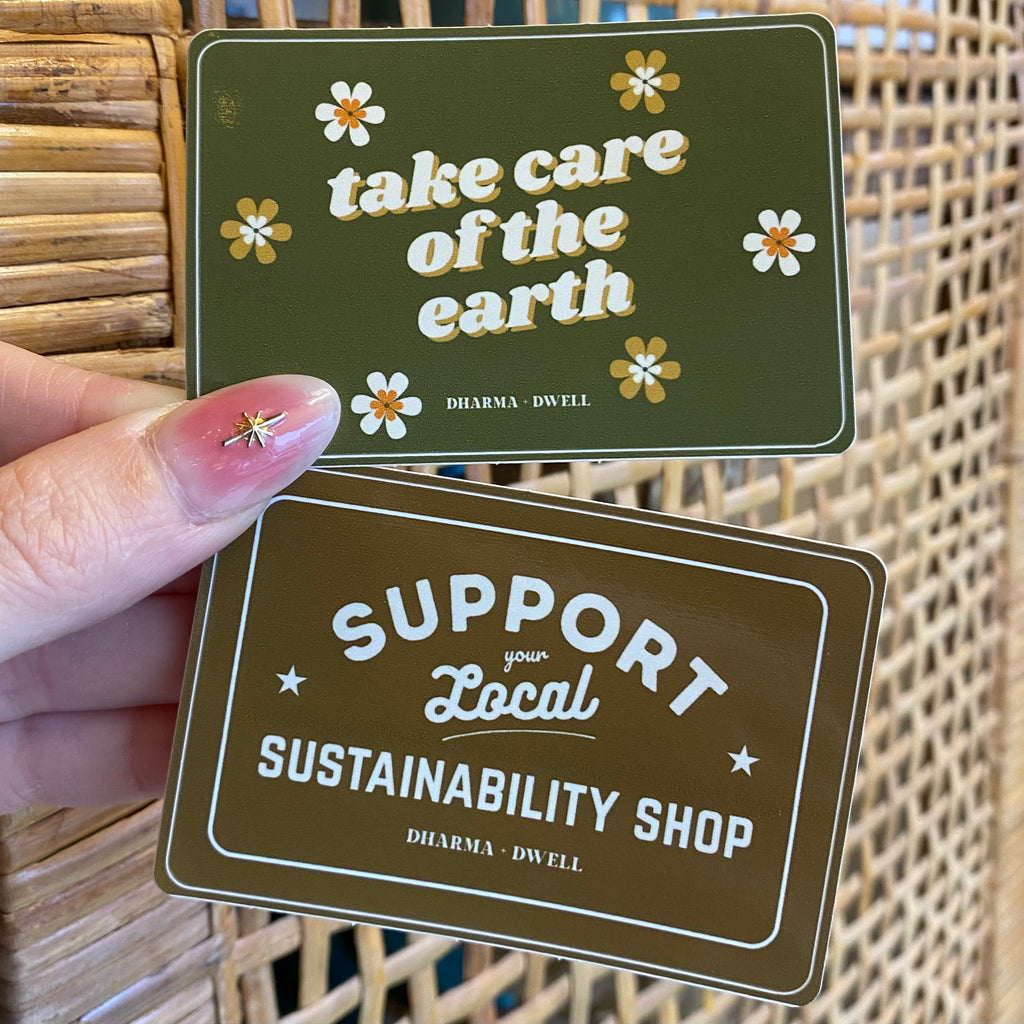 take care
of the
earth
DHARMA + DWELL
SUPPORT
your
Local
SUSTAINABILITY SHOP
DHARMA + DWELL